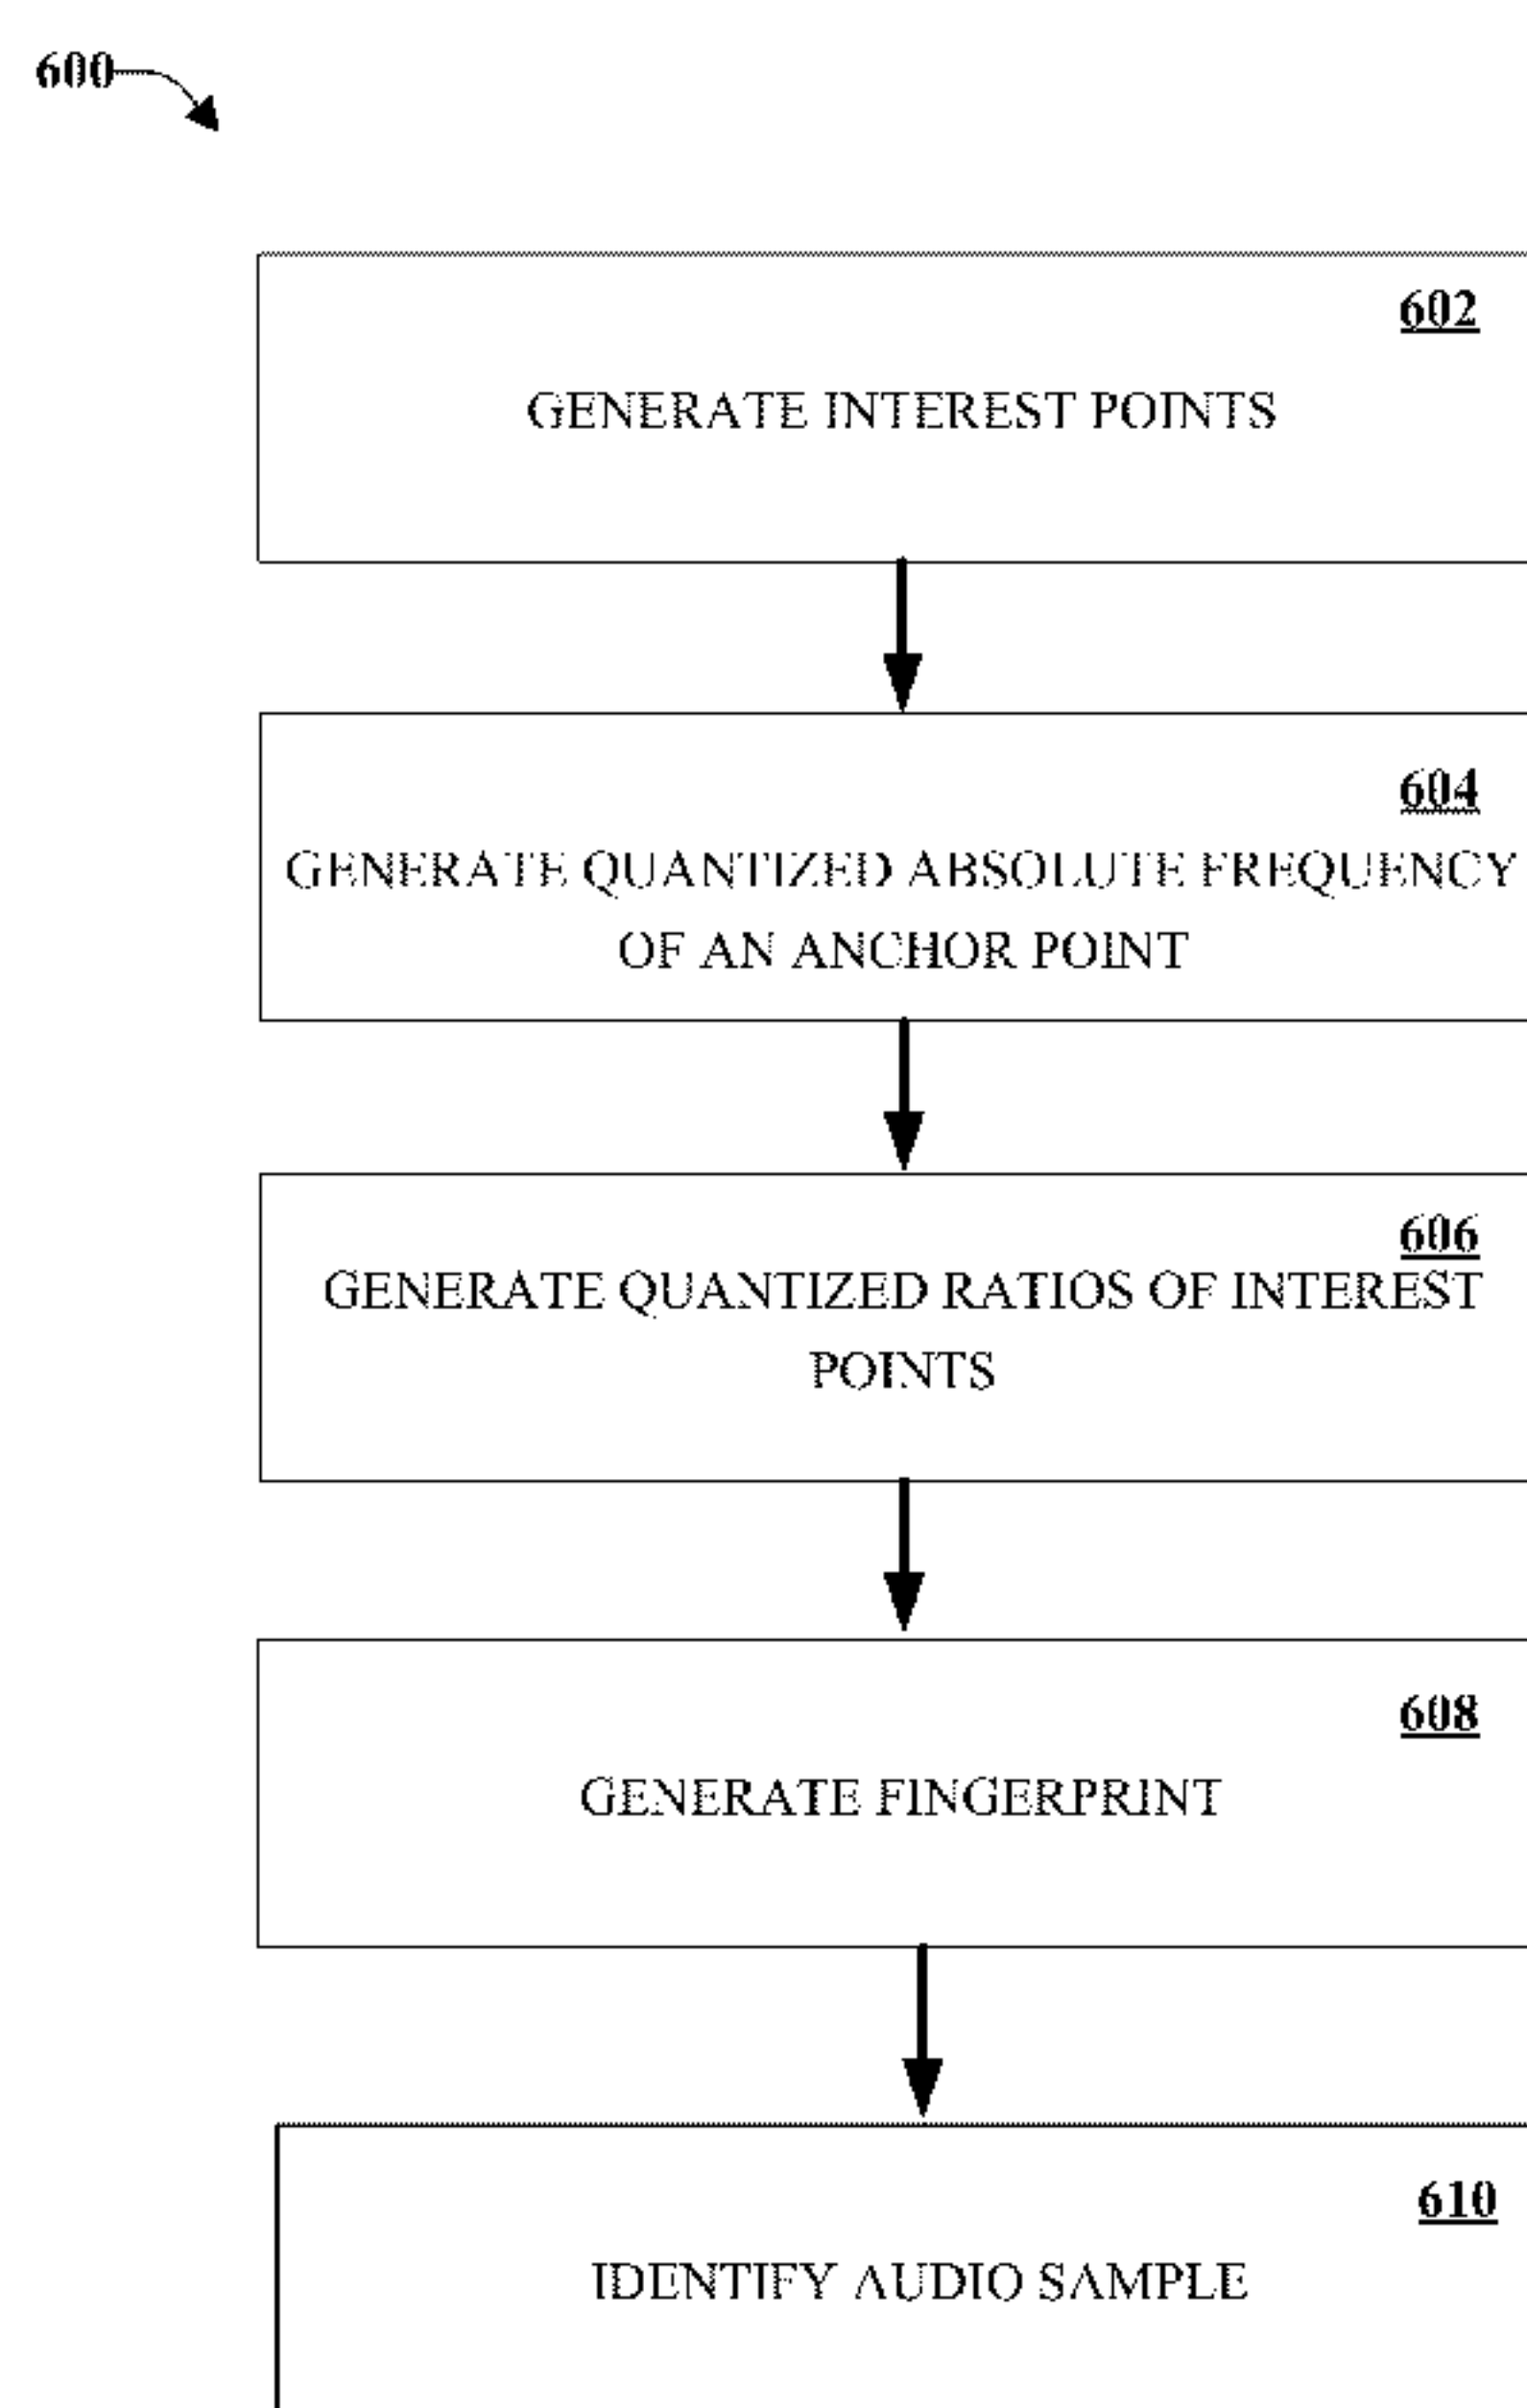 600
602
GENERATE INTEREST POINTS
604
GENERATE QUANTIZED ABSOLUTE FREQUENCY
OF AN ANCHOR POINT
606
GENERATE QUANTIZED RATIOS OF INTEREST
POINTS
608
GENERATE FINGERPRINT
610
IDENTIFY AUDIO SAMPLE